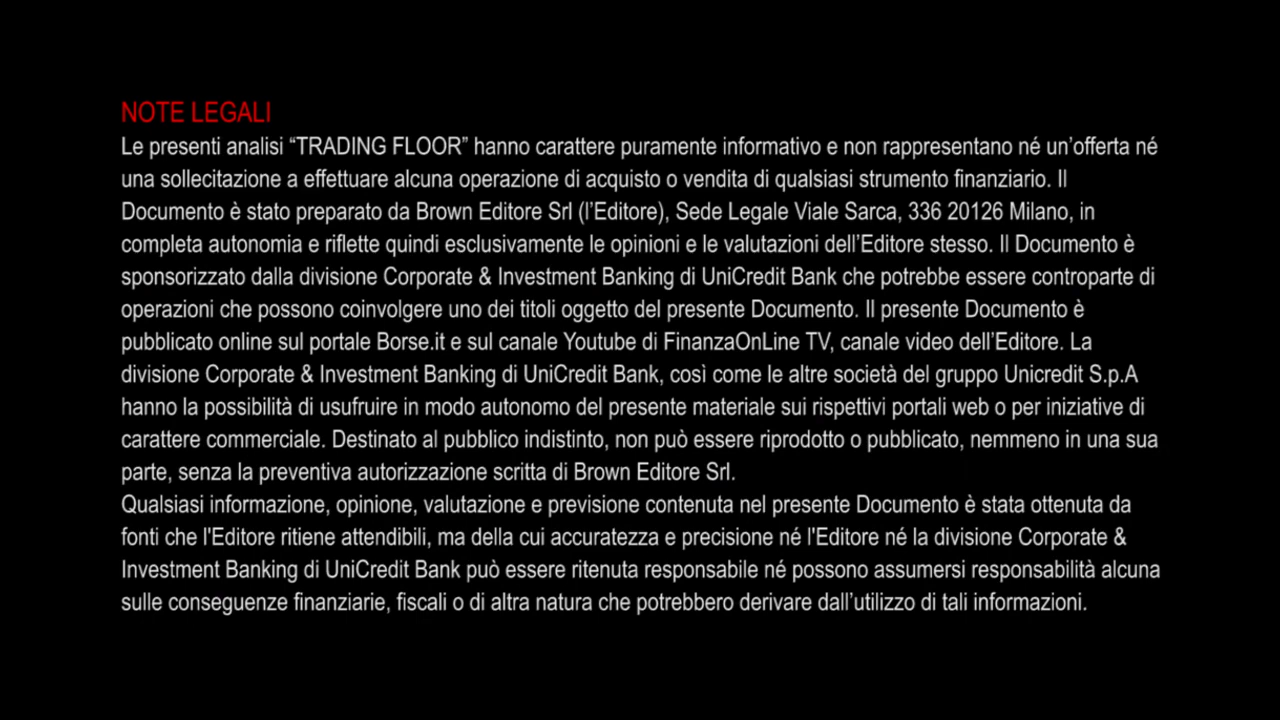 NOTE LEGALI
Le presenti analisi “TRADING FLOOR” hanno carattere puramente informativo e non rappresentano né un’offerta né
una sollecitazione a effettuare alcuna operazione di acquisto o vendita di qualsiasi strumento finanziario. Il
Documento è stato preparato da Brown Editore Srl (l’Editore), Sede Legale Viale Sarca, 336 20126 Milano, in
completa autonomia e riflette quindi esclusivamente le opinioni e le valutazioni dell’Editore stesso. Il Documento è
sponsorizzato dalla divisione Corporate & Investment Banking di UniCredit Bank che potrebbe essere controparte di
operazioni che possono coinvolgere uno dei titoli oggetto del presente Documento. Il presente Documento è
pubblicato online sul portale Borse.it e sul canale Youtube di FinanzaOnLine TV, canale video dell’Editore. La
divisione Corporate & Investment Banking di UniCredit Bank, così come le altre società del gruppo Unicredit S.p.A
hanno la possibilità di usufruire in modo autonomo del presente materiale sui rispettivi portali web o per iniziative di
carattere commerciale. Destinato al pubblico indistinto, non può essere riprodotto o pubblicato, nemmeno in una sua
parte, senza la preventiva autorizzazione scritta di Brown Editore Srl.
Qualsiasi informazione, opinione, valutazione e previsione contenuta nel presente Documento è stata ottenuta da
fonti che l'Editore ritiene attendibili, ma della cui accuratezza e precisione né l'Editore né la divisione Corporate &
Investment Banking di UniCredit Bank può essere ritenuta responsabile né possono assumersi responsabilità alcuna
sulle conseguenze finanziarie, fiscali o di altra natura che potrebbero derivare dall’utilizzo di tali informazioni.